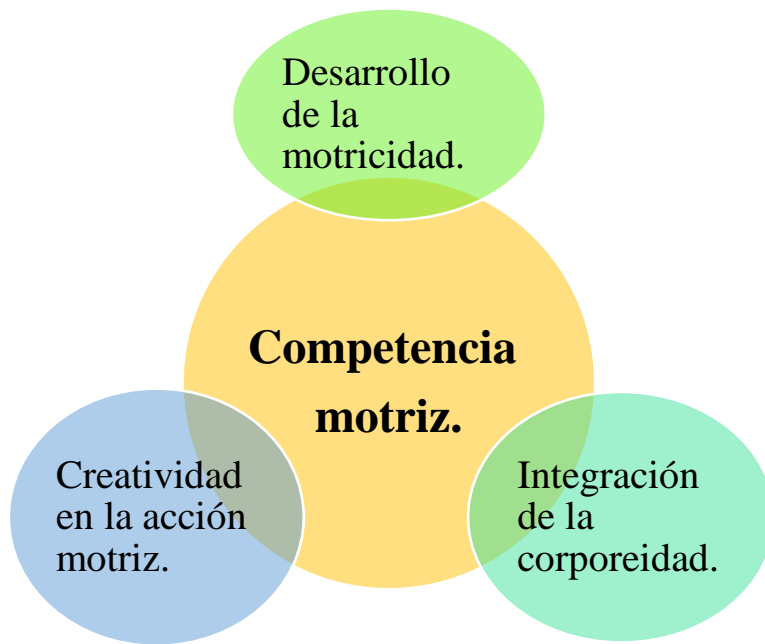 Desarrollo
de la
motricidad.
Competencia
motriz.
Creatividad
en la acción
motriz.
Integración
de la
corporeidad.